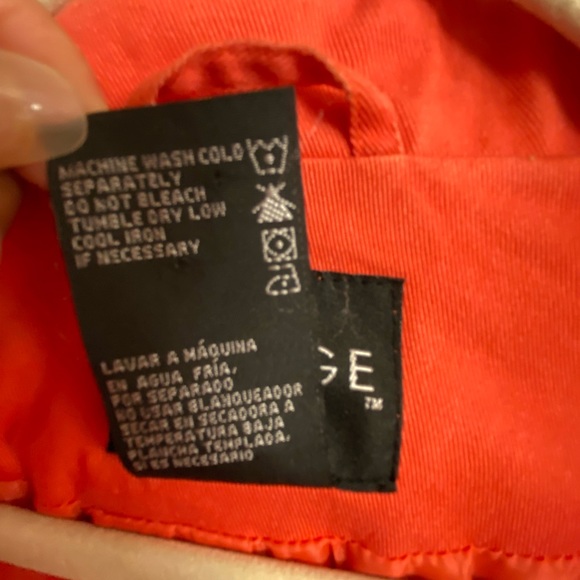 MACHINE WASH COLD
SEPARATELY
DO NOT BLEACH
TUMBLE DRY LOW
COOL IRON
IF NECESSARY
LAVAR A MÁQUINA
EN AGUA FRÍA,
POR SEPARADO
NO USAR BLANQUEADOR
SECAR EN SECADORA A
TEMPERATURA BAJA
PLANCHA TEMPLADA,
SI ES NECESARIO
E
TM